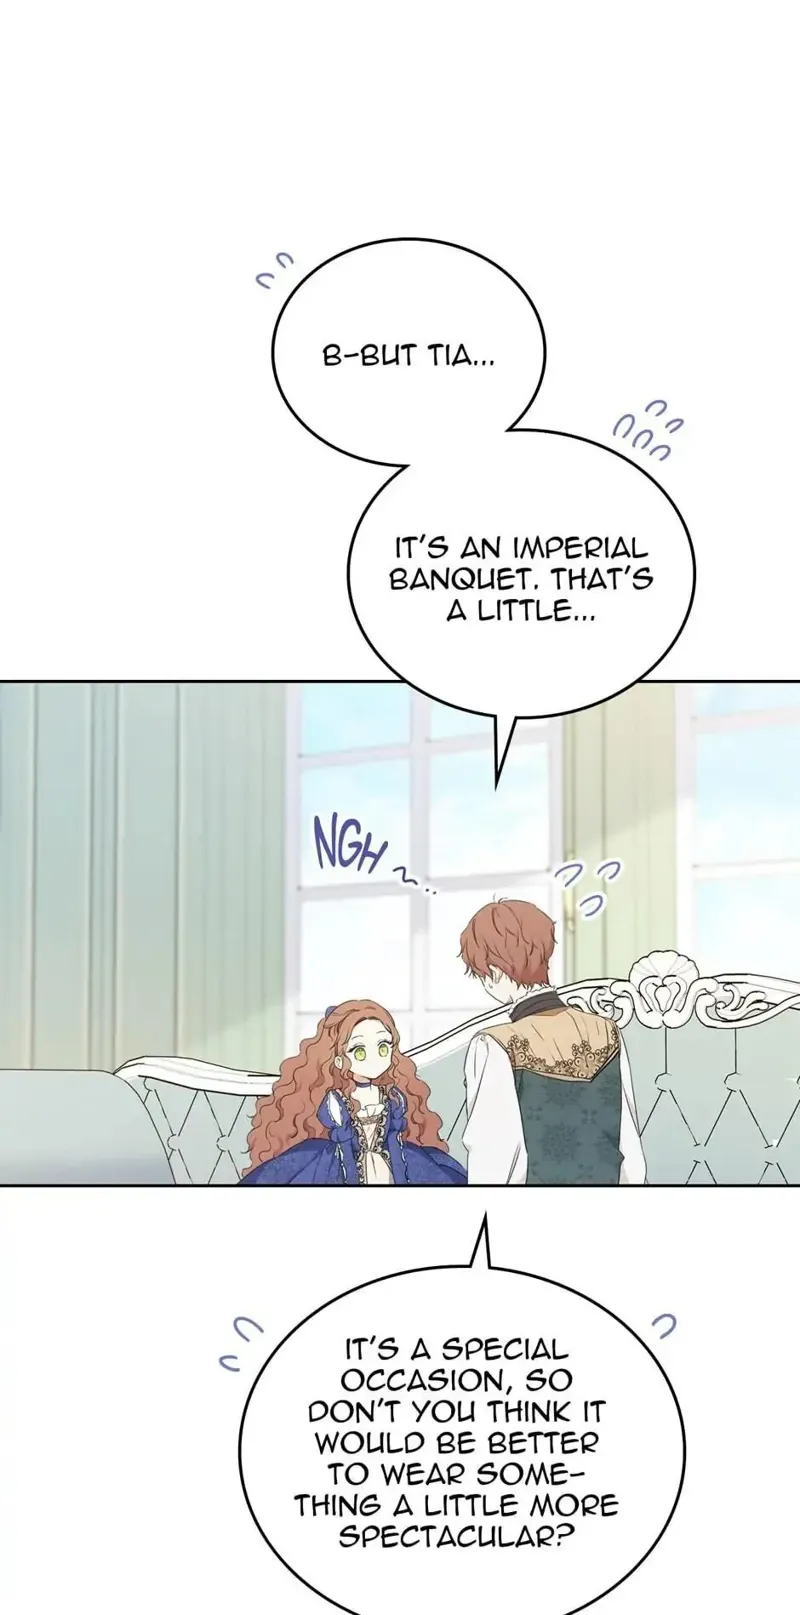 B-BUT TIA...
IT'S AN IMPERIAL
BANQUET. THAT'S
A LITTLE...
NGH
IT'S A SPECIAL
OCCASION, SO
DON'T YOU THINK IT
WOULD BE BETTER
TO WEAR SOME-
THING A LITTLE MORE
SPECTACULAR?